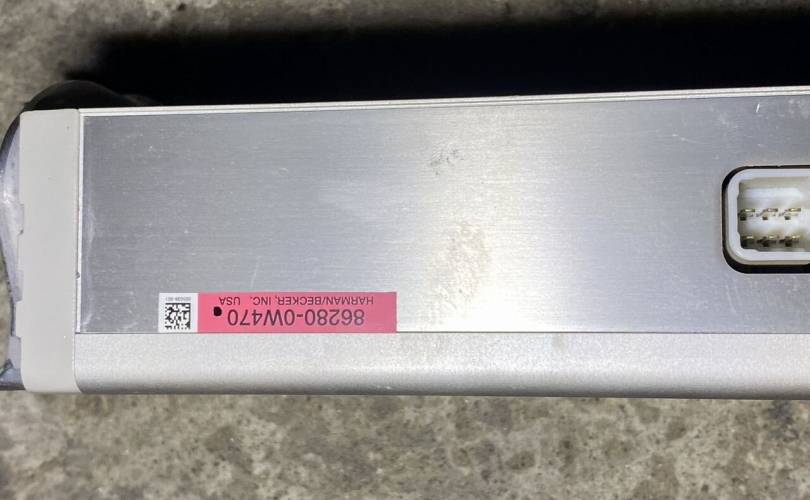 86280-0W470
HARMAN/BECKER, INC. USA